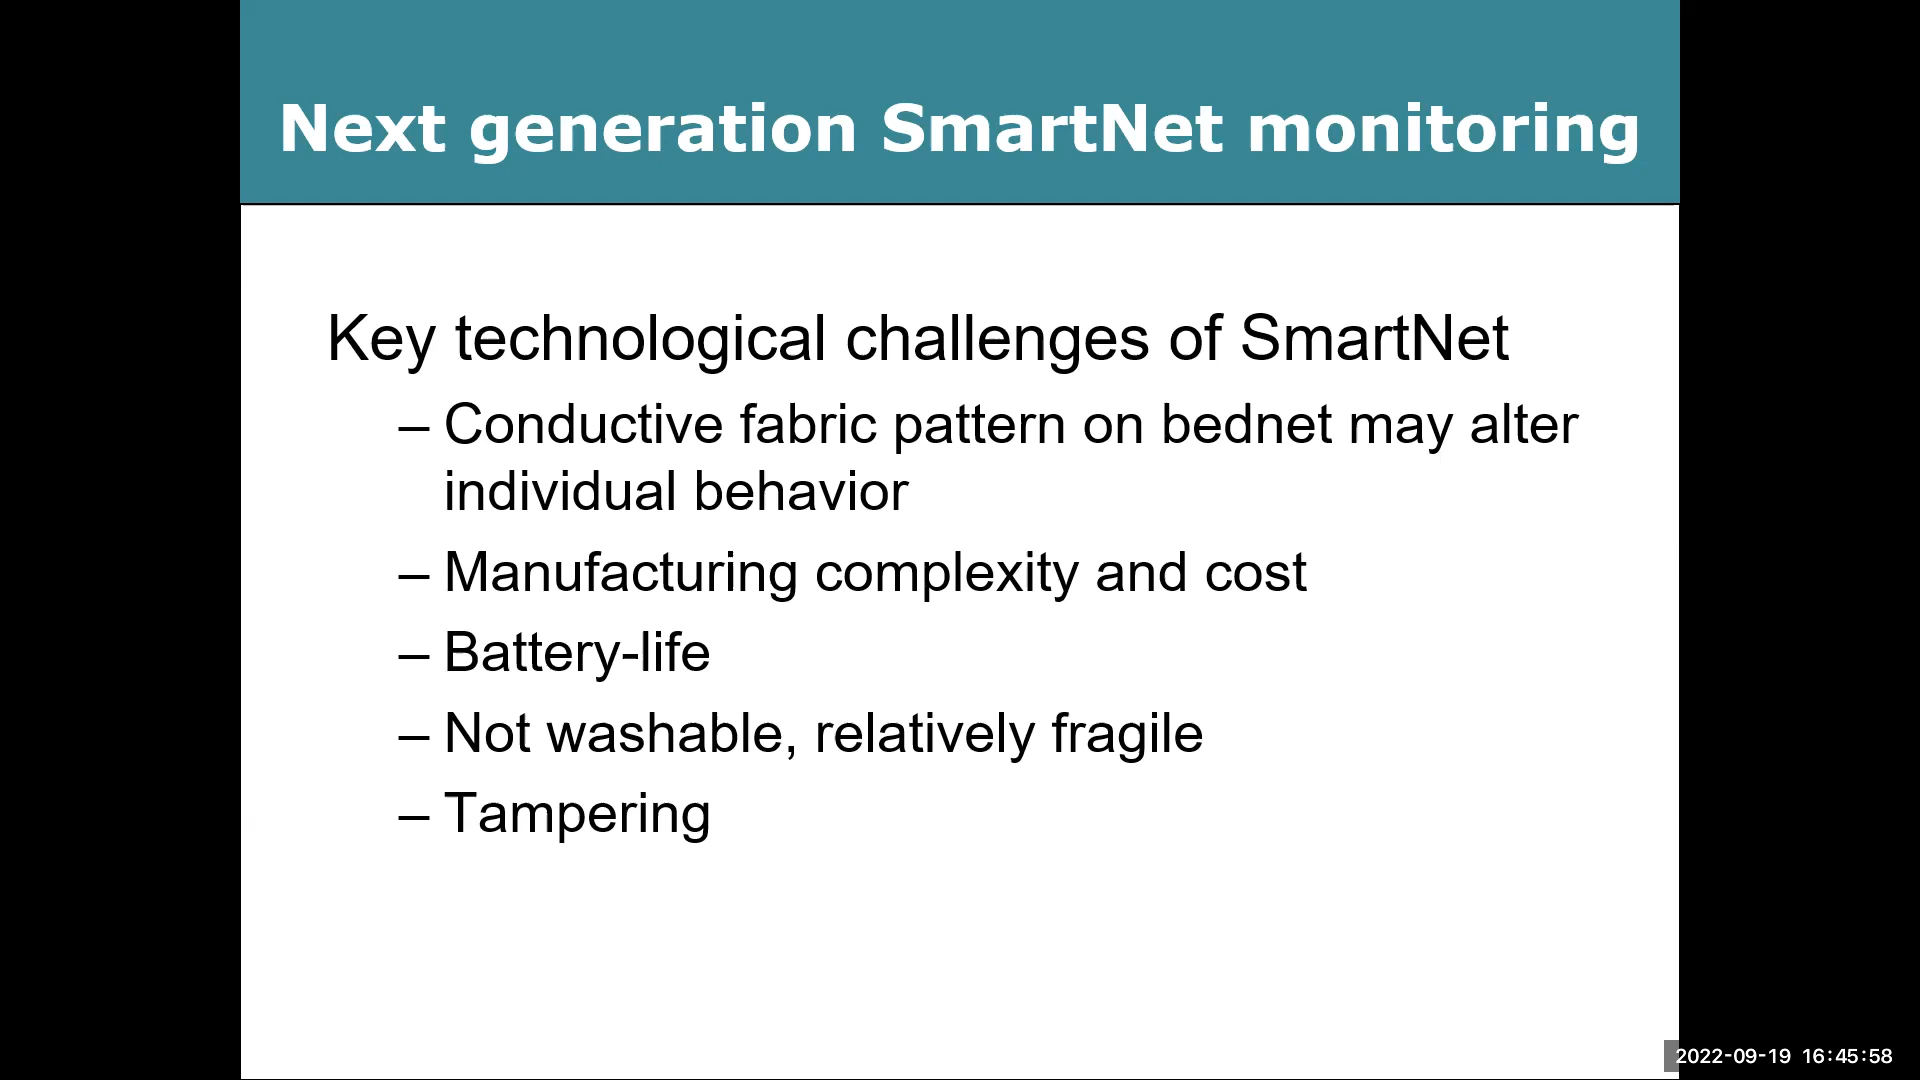 Next generation SmartNet monitoring
Key technological challenges of SmartNet
– Conductive fabric pattern on bednet may alter
individual behavior
– Manufacturing complexity and cost
– Battery-life
– Not washable, relatively fragile
– Tampering
2022-09-19 16:45:58